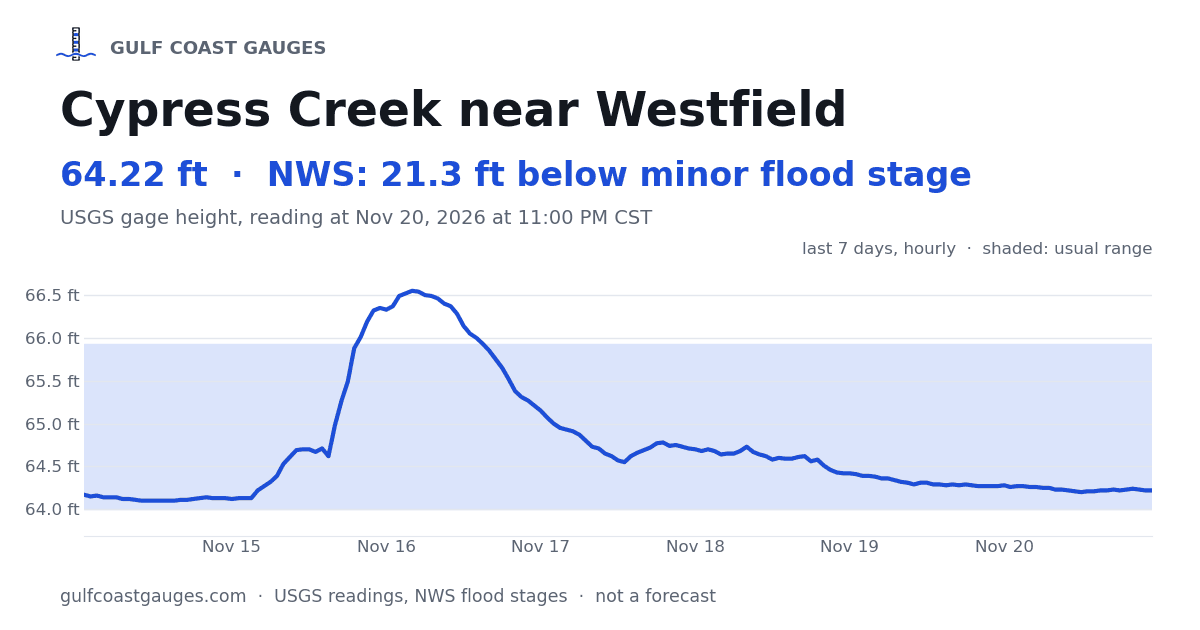 GULF COAST GAUGES
Cypress Creek near Westfield
64.22 ft · NWS: 21.3 ft below minor flood stage
USGS gage height, reading at Nov 20, 2026 at 11:00 PM CST
last 7 days, hourly · shaded: usual range
66.5 ft
66.0 ft
65.5 ft
65.0 ft
64.5 ft
64.0 ft
Nov 15 Nov 16 Nov 17 Nov 18 Nov 19 Nov 20
gulfcoastgauges.com · USGS readings, NWS flood stages · not a forecast